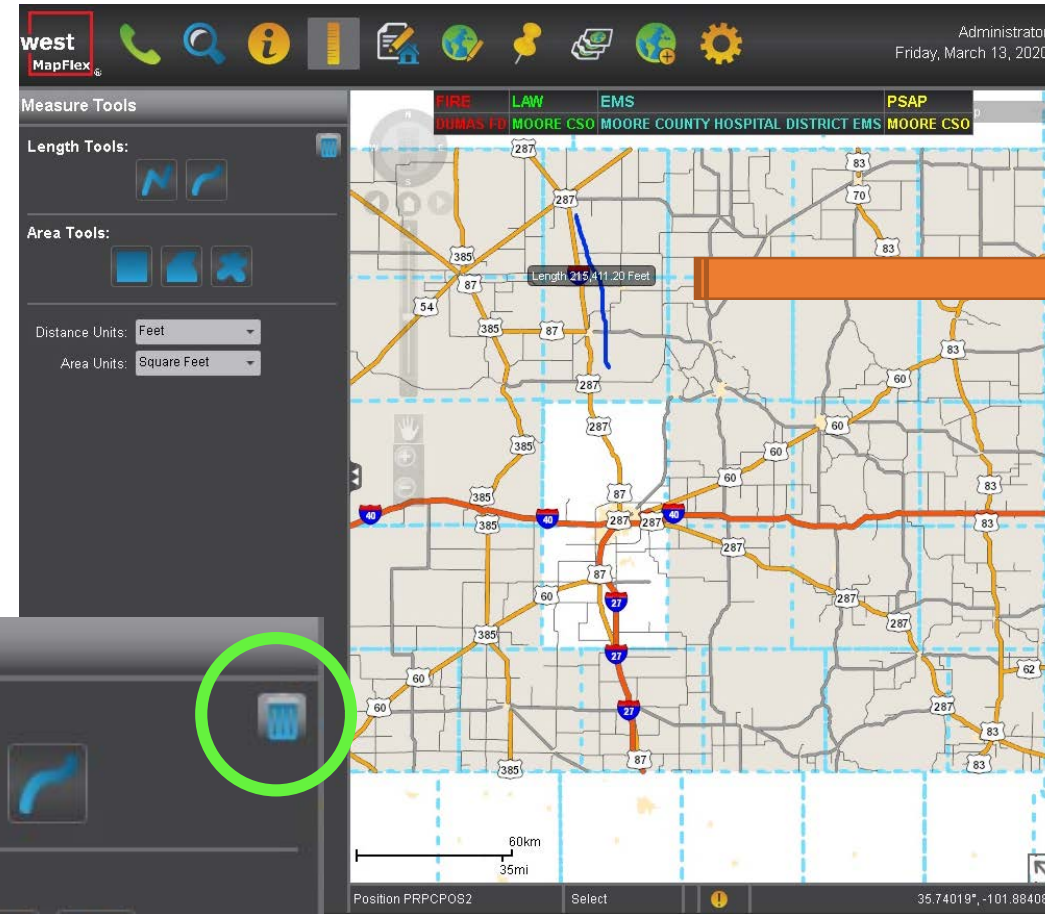 west
MapFlex®
Administrator
Friday, March 13, 2020
Measure Tools
Length Tools:
Area Tools:
Distance Units: Feet
Area Units: Square Feet
FIRE LAW EMS PSAP
DUMAS FD MOORE CSO MOORE COUNTY HOSPITAL DISTRICT EMS MOORE CSO
N
S
287
83
70
287
83
385
87
Length 215,411.20 Feet
54
385
87
83
287
60
287
60
385
60
60
385
87
83
40
385
40
287
287
40
83
287
87
60
27
287
287
385
27
60
62
60
27
287
83
87
385
83
60km
35mi
Position PRPCPOS2 Select 35.74019°, -101.88408